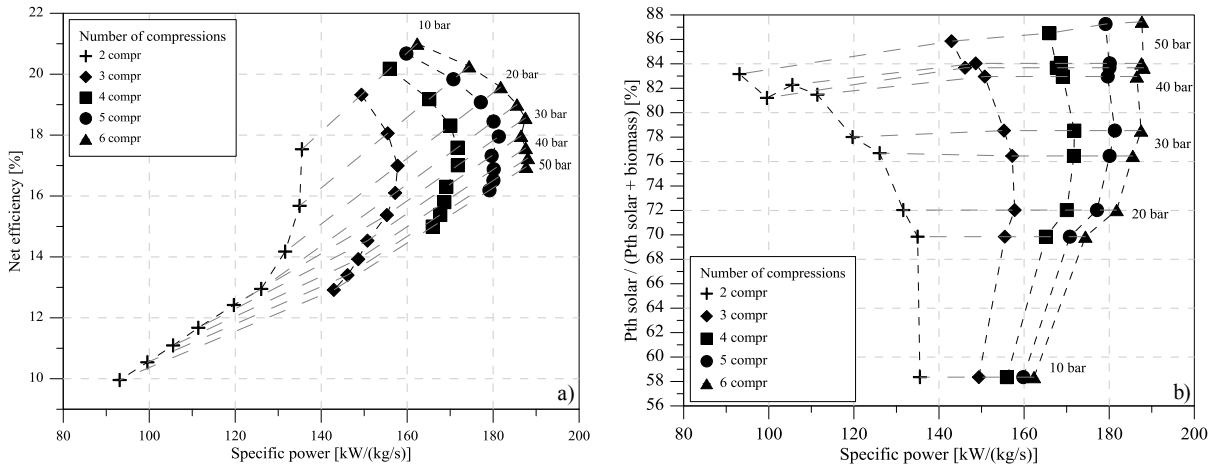 22
20
18
16
14
12
10
Net efficiency [%]
Number of compressions
2 compr
3 compr
4 compr
5 compr
6 compr
10 bar
20 bar
30 bar
40 bar
50 bar
a)
80
100
120
140
160
180
200
Specific power [kW/(kg/s)]
88
86
84
82
80
78
76
74
72
70
68
66
64
62
60
58
56
Pth solar / (Pth solar + biomass) [%]
50 bar
40 bar
30 bar
20 bar
10 bar
Number of compressions
2 compr
3 compr
4 compr
5 compr
6 compr
b)
80
100
120
140
160
180
200
Specific power [kW/(kg/s)]